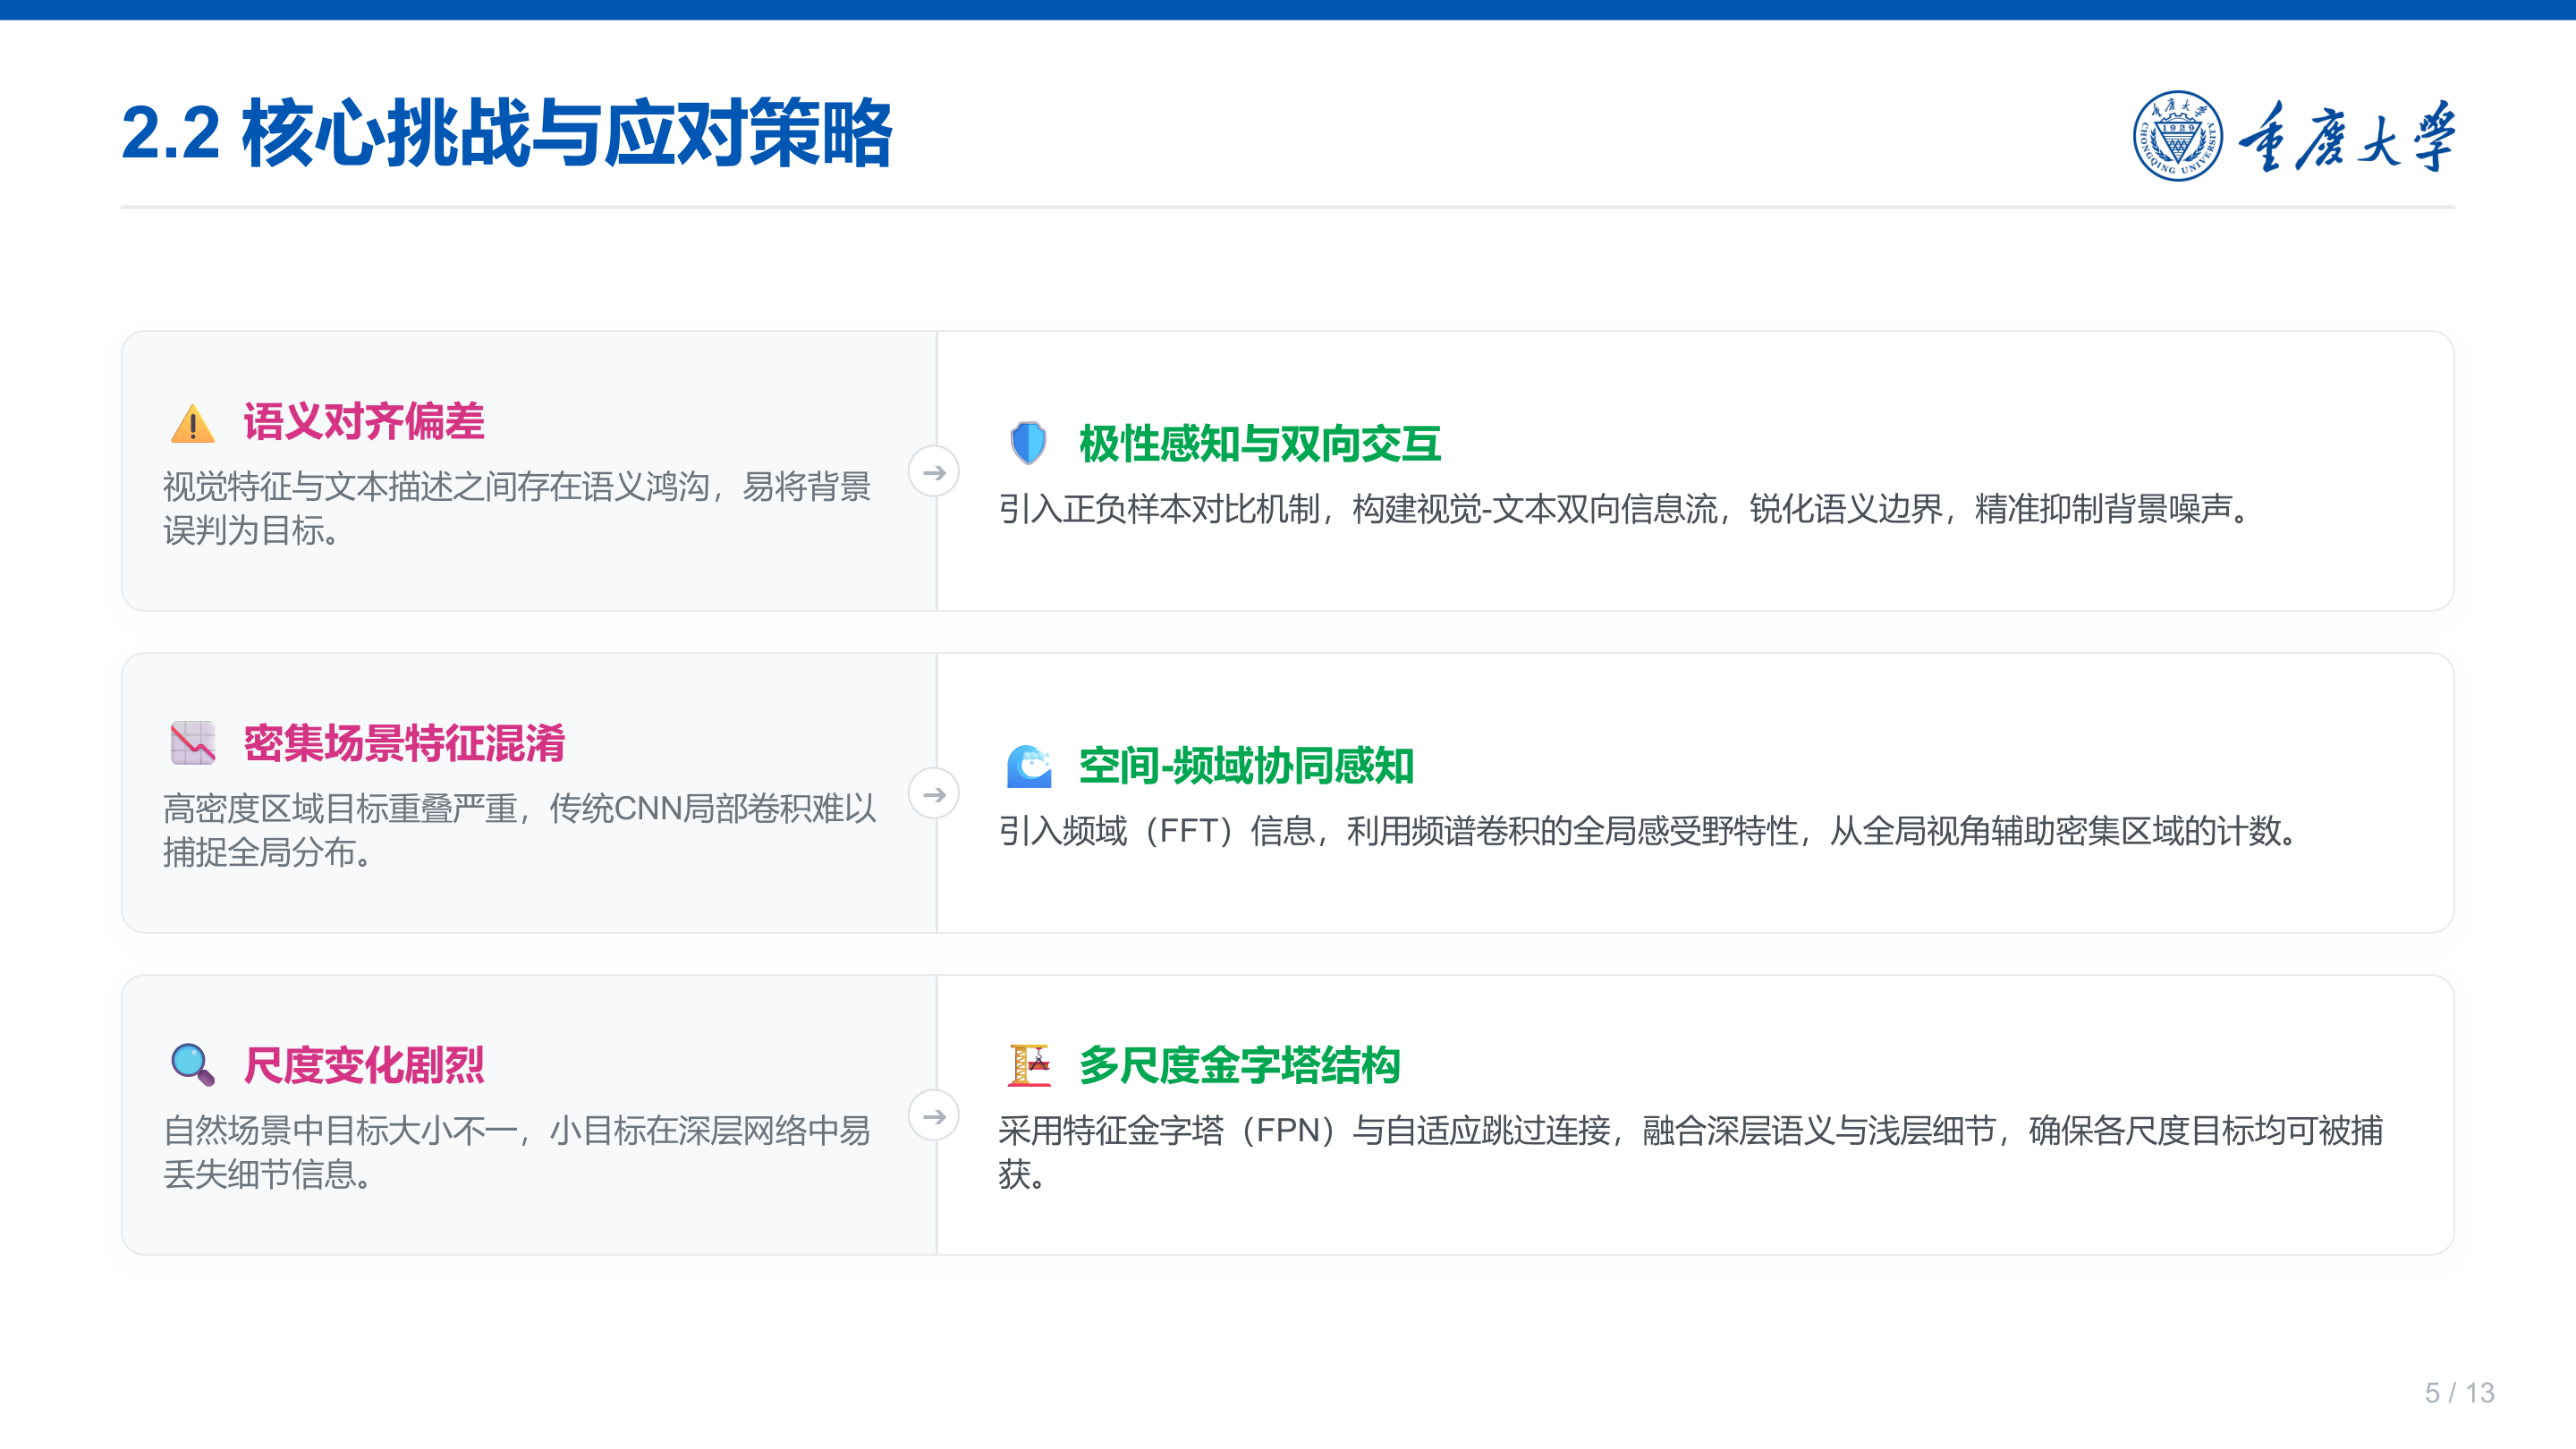 2.2 核心挑战与应对策略
重庆大学
1929
CHONGQING UNIVERSITY
重慶大學
语义对齐偏差
视觉特征与文本描述之间存在语义鸿沟，易将背景
误判为目标。
极性感知与双向交互
引入正负样本对比机制，构建视觉-文本双向信息流，锐化语义边界，精准抑制背景噪声。
密集场景特征混淆
高密度区域目标重叠严重，传统CNN局部卷积难以
捕捉全局分布。
空间-频域协同感知
引入频域（FFT）信息，利用频谱卷积的全局感受野特性，从全局视角辅助密集区域的计数。
尺度变化剧烈
自然场景中目标大小不一，小目标在深层网络中易
丢失细节信息。
多尺度金字塔结构
采用特征金字塔（FPN）与自适应跳过连接，融合深层语义与浅层细节，确保各尺度目标均可被捕
获。
5 / 13